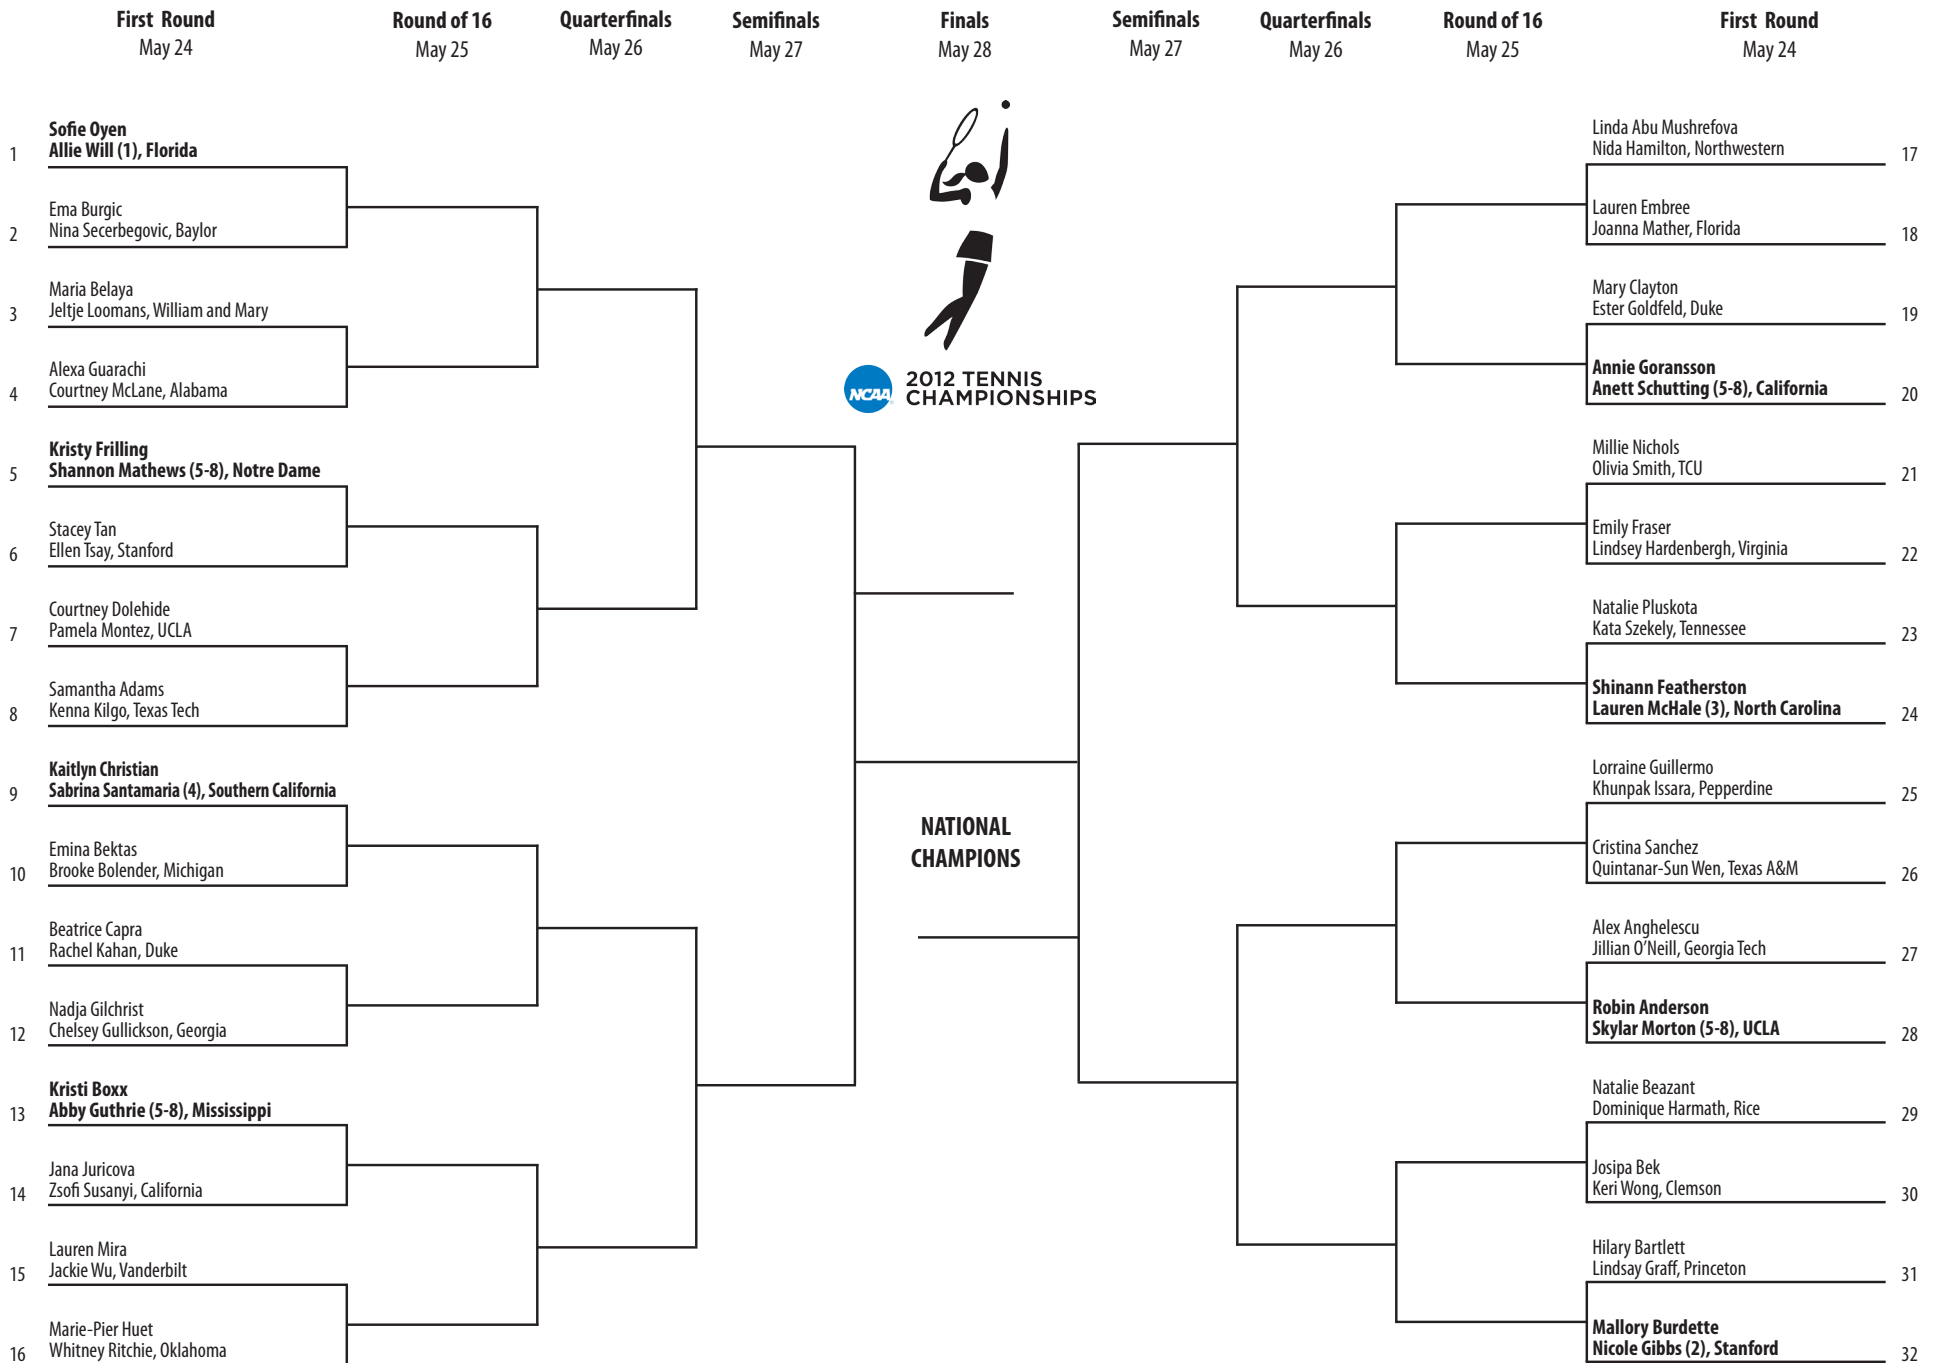 First Round
May 24
Round of 16
May 25
Quarterfinals
May 26
Semifinals
May 27
Finals
May 28
Semifinals
May 27
Quarterfinals
May 26
Round of 16
May 25
First Round
May 24
Sofie Oyen
1 Allie Will (1), Florida
Ema Burgic
2 Nina Secerbegovic, Baylor
Maria Belaya
3 Jeltje Loomans, William and Mary
Alexa Guarachi
4 Courtney McLane, Alabama
Kristy Frilling
5 Shannon Mathews (5-8), Notre Dame
Stacey Tan
6 Ellen Tsay, Stanford
Courtney Dolehide
7 Pamela Montez, UCLA
Samantha Adams
8 Kenna Kilgo, Texas Tech
Kaitlyn Christian
9 Sabrina Santamaria (4), Southern California
Emina Bektas
10 Brooke Bolender, Michigan
Beatrice Capra
11 Rachel Kahan, Duke
Nadja Gilchrist
12 Chelsey Gullickson, Georgia
Kristi Boxx
13 Abby Guthrie (5-8), Mississippi
Jana Juricova
14 Zsofi Susanyi, California
Lauren Mira
15 Jackie Wu, Vanderbilt
Marie-Pier Huet
16 Whitney Ritchie, Oklahoma
NCAA
2012 TENNIS
CHAMPIONSHIPS
NATIONAL
CHAMPIONS
Linda Abu Mushrefova
Nida Hamilton, Northwestern 17
Lauren Embree
Joanna Mather, Florida 18
Mary Clayton
Ester Goldfeld, Duke 19
Annie Goransson
Anett Schutting (5-8), California 20
Millie Nichols
Olivia Smith, TCU 21
Emily Fraser
Lindsey Hardenbergh, Virginia 22
Natalie Pluskota
Kata Szekely, Tennessee 23
Shinann Featherston
Lauren McHale (3), North Carolina 24
Lorraine Guillermo
Khunpak Issara, Pepperdine 25
Cristina Sanchez
Quintanar-Sun Wen, Texas A&M 26
Alex Anghelescu
Jillian O’Neill, Georgia Tech 27
Robin Anderson
Skylar Morton (5-8), UCLA 28
Natalie Beazant
Dominique Harmath, Rice 29
Josipa Bek
Keri Wong, Clemson 30
Hilary Bartlett
Lindsay Graff, Princeton 31
Mallory Burdette
Nicole Gibbs (2), Stanford 32